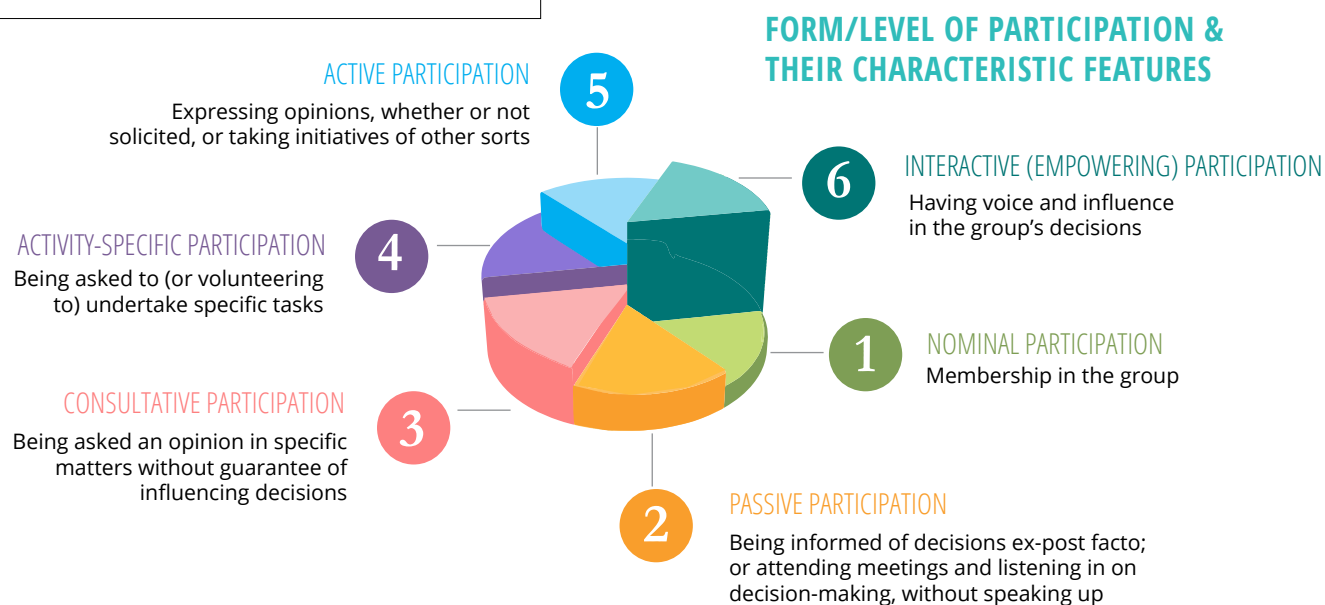 FORM/LEVEL OF PARTICIPATION &
THEIR CHARACTERISTIC FEATURES
ACTIVE PARTICIPATION
Expressing opinions, whether or not
solicited, or taking initiatives of other sorts
5
6
INTERACTIVE (EMPOWERING) PARTICIPATION
Having voice and influence
in the group's decisions
ACTIVITY-SPECIFIC PARTICIPATION
Being asked to (or volunteering
to) undertake specific tasks
4
1
NOMINAL PARTICIPATION
Membership in the group
CONSULTATIVE PARTICIPATION
Being asked an opinion in specific
matters without guarantee of
influencing decisions
3
2
PASSIVE PARTICIPATION
Being informed of decisions ex-post facto;
or attending meetings and listening in on
decision-making, without speaking up